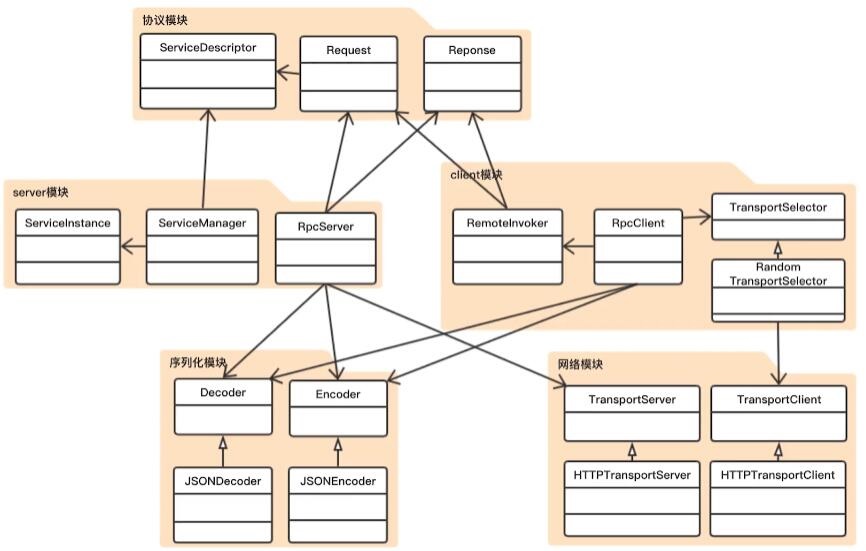 协议模块
ServiceDescriptor
Request
Reponse
server模块
ServiceInstance
ServiceManager
RpcServer
client模块
RemoteInvoker
RpcClient
TransportSelector
Random
TransportSelector
序列化模块
Decoder
Encoder
JSONDecoder
JSONEncoder
网络模块
TransportServer
TransportClient
HTTPTransportServer
HTTPTransportClient